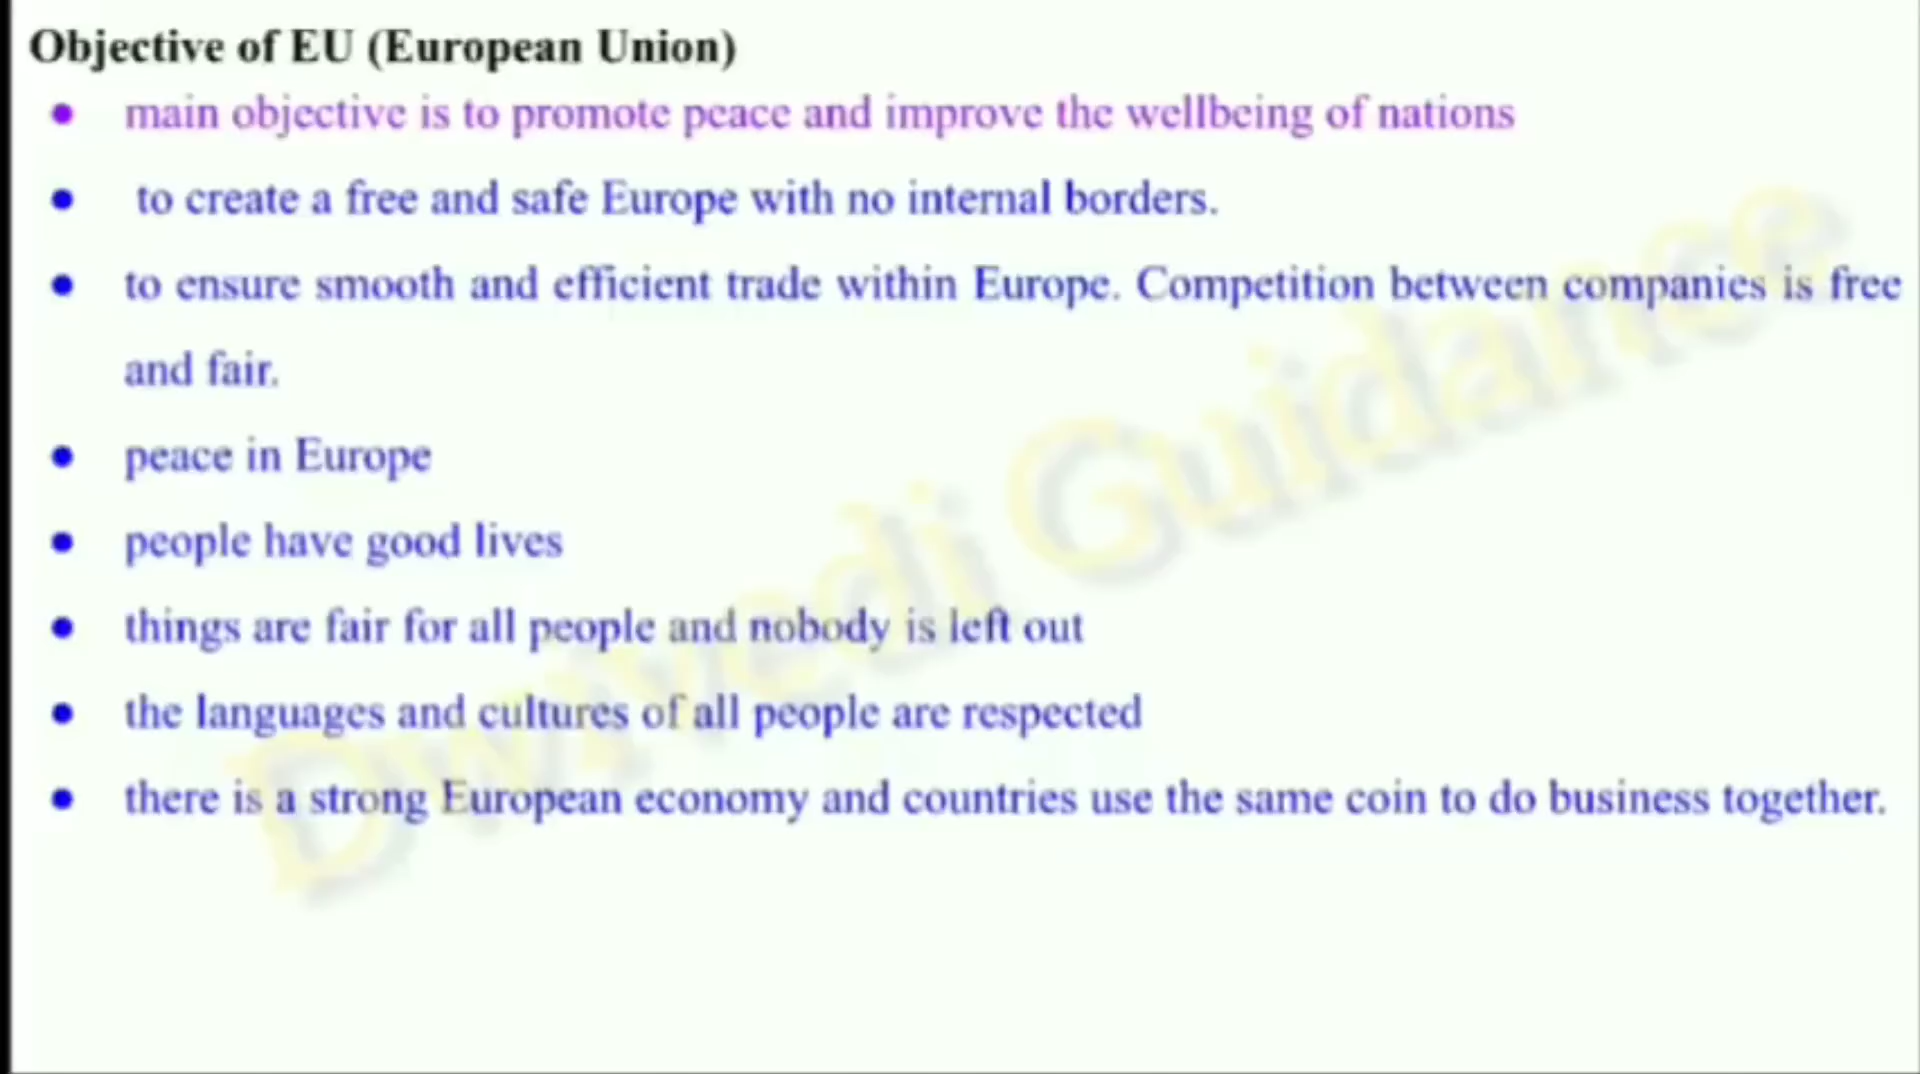 Objective of EU (European Union)
● main objective is to promote peace and improve the wellbeing of nations
● to create a free and safe Europe with no internal borders.
● to ensure smooth and efficient trade within Europe. Competition between companies is free
and fair.
● peace in Europe
● people have good lives
● things are fair for all people and nobody is left out
● the languages and cultures of all people are respected
● there is a strong European economy and countries use the same coin to do business together.
Dwivedi Guidance